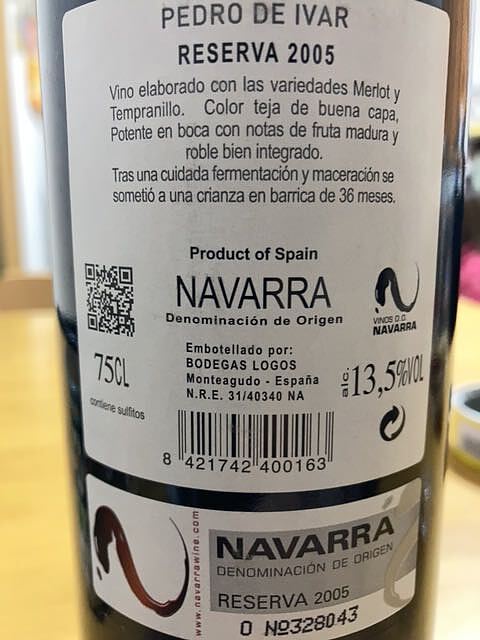 PEDRO DE IVAR
RESERVA 2005
Vino elaborado con las variedades Merlot y
Tempranillo. Color teja de buena capa,
Potente en boca con notas de fruta madura y
roble bien integrado.
Tras una cuidada fermentación y maceración se
sometió a una crianza en barrica de 36 meses.
Product of Spain
NAVARRA
Denominación de Origen
VINOS D.O.
NAVARRA
75CL
contiene sulfitos
Embotellado por:
BODEGAS LOGOS
Monteagudo - España
N.R.E. 31/40340 NA
alc. 13,5%VOL
8 421742 400163
www.navarrawine.com
NAVARRA
DENOMINACIÓN DE ORIGEN
RESERVA 2005
O Nº328043